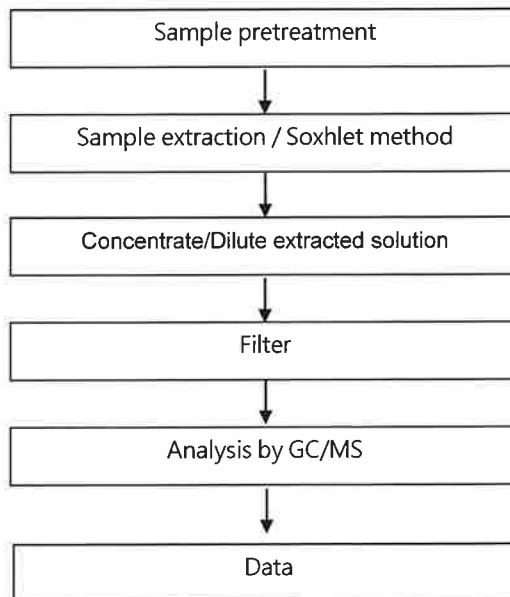 Sample pretreatment
Sample extraction / Soxhlet method
Concentrate/Dilute extracted solution
Filter
Analysis by GC/MS
Data